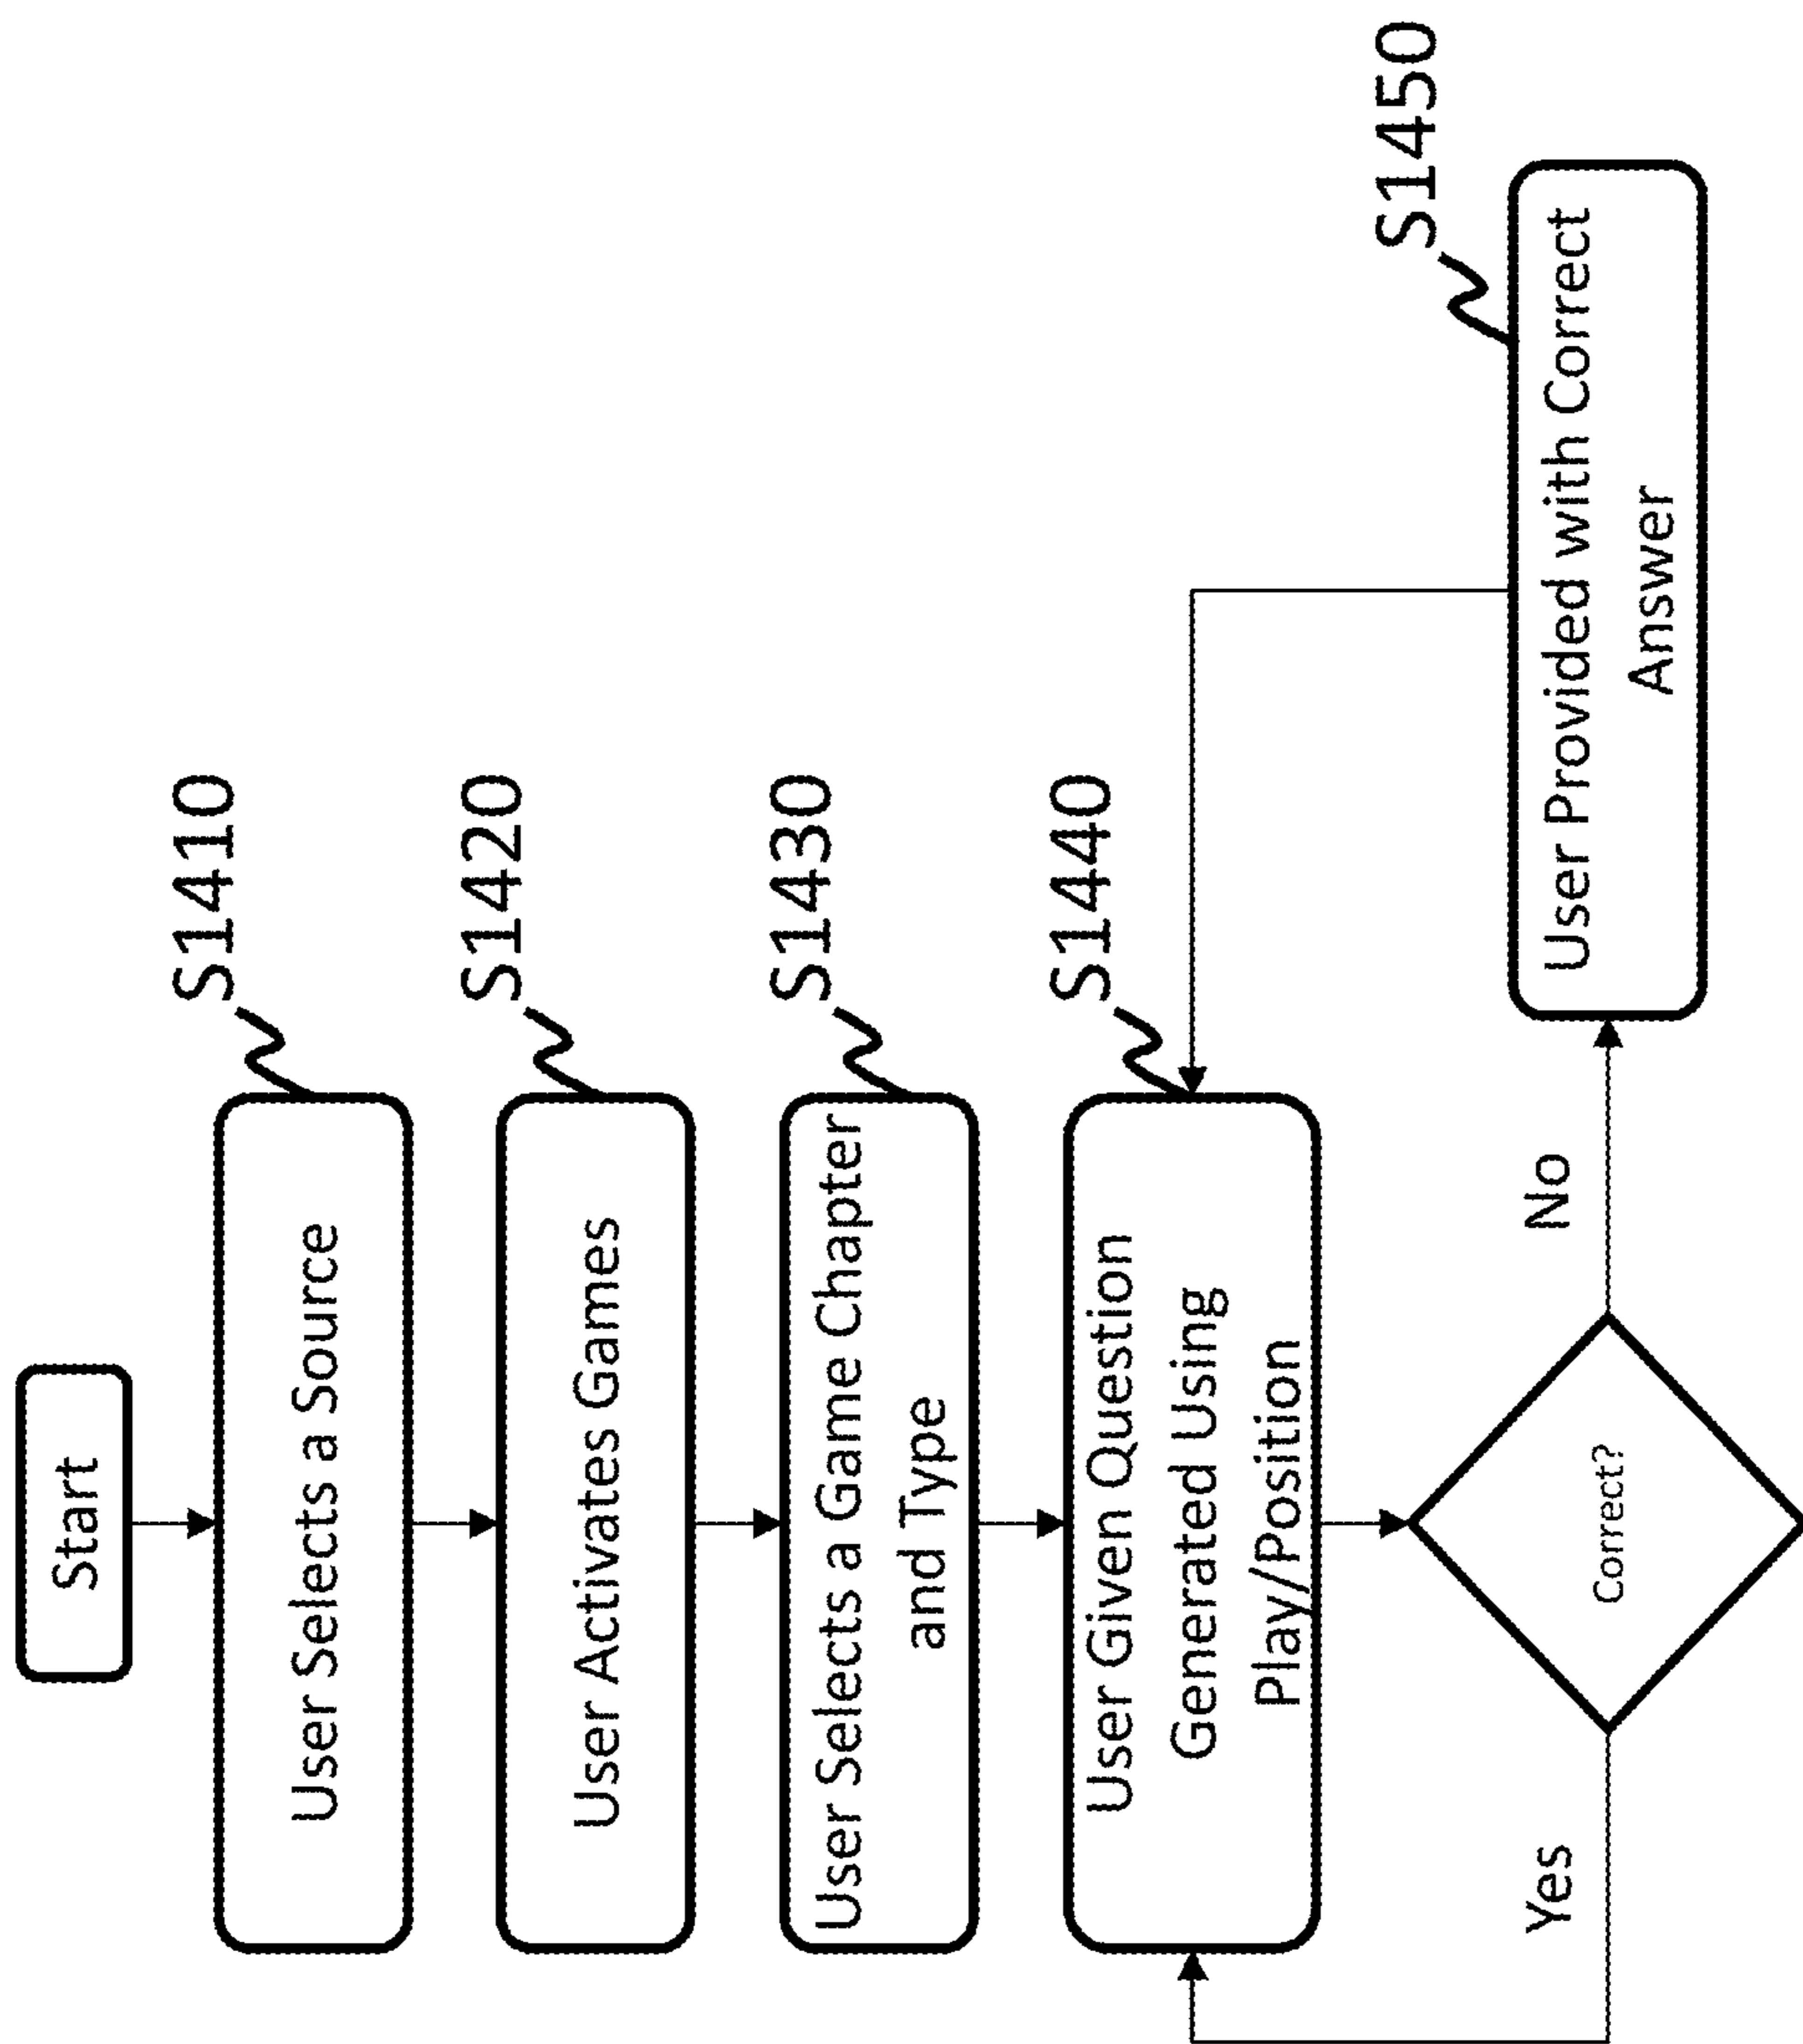 Start
S1410
User Selects a Source
S1420
User Activates Games
S1430
User Selects a Game Chapter
and Type
S1440
User Given Question
Generated Using
Play/Position
Correct?
Yes
No
S1450
User Provided with Correct
Answer